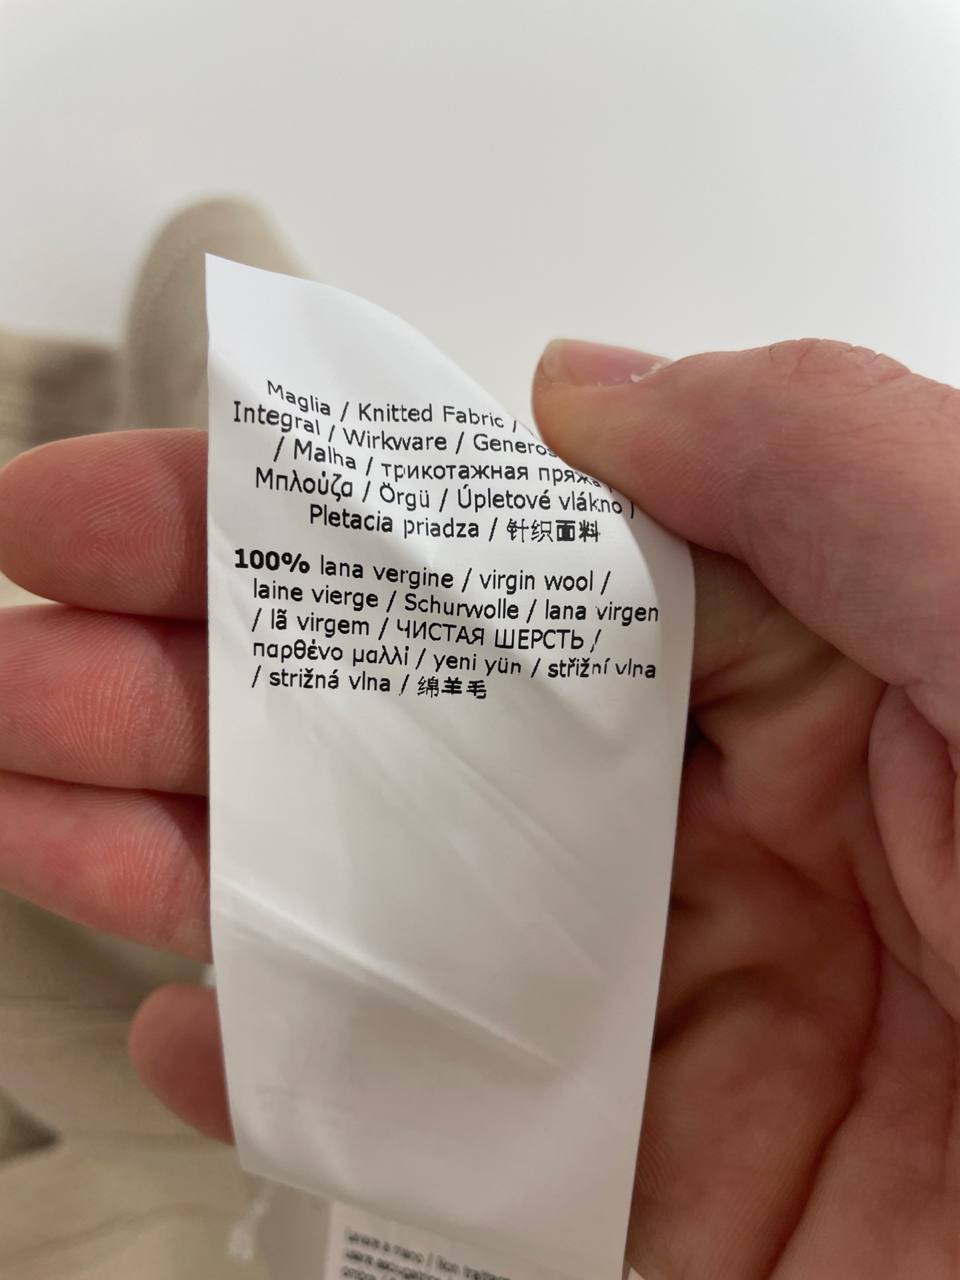 Maglia / Knitted Fabric /
Integral / Wirkware /
/ Malha / трикотажная
Μπλούζα / Örgü / Úpletové vlákno /
Pletacia priadza / 针织面料
100% lana vergine / virgin wool /
laine vierge / Schurwolle / lana virgen
/ lã virgem / ЧИСТАЯ ШЕРСТЬ /
παρθένο μαλλί / yeni yün / střižní vlna
/ strižná vlna / 绵羊毛